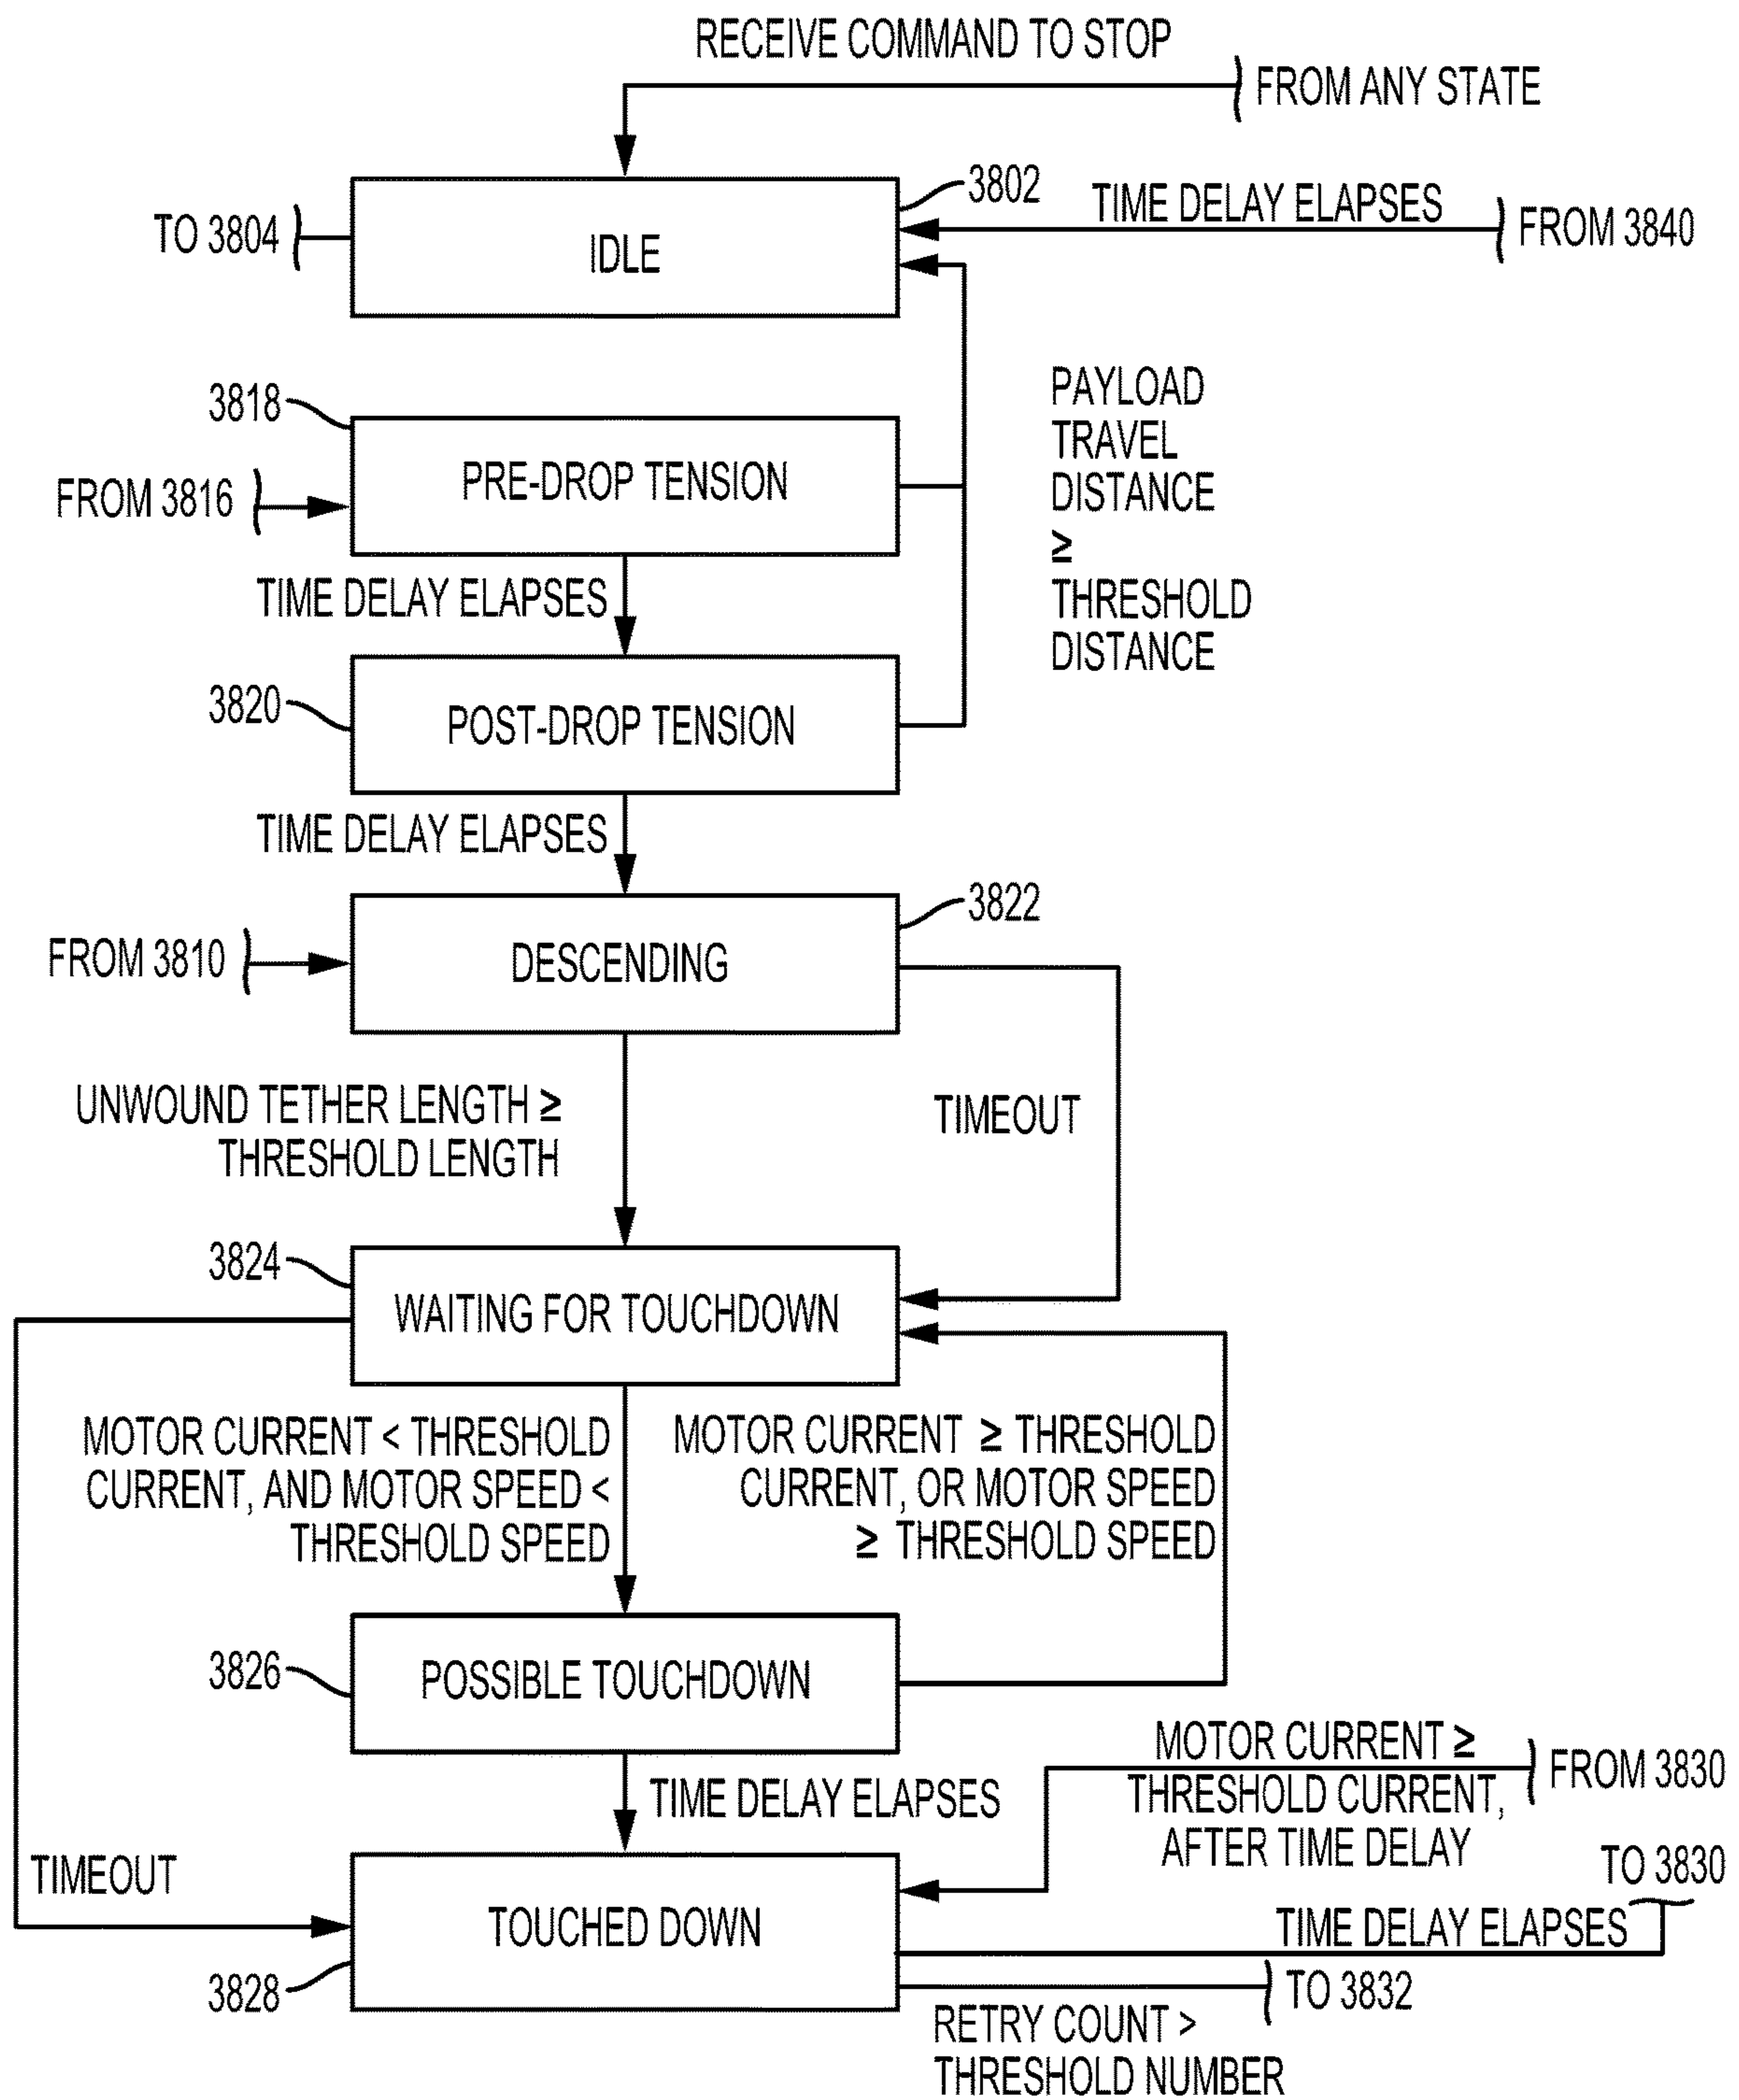 RECEIVE COMMAND TO STOP
FROM ANY STATE
3802
TIME DELAY ELAPSES
FROM 3840
TO 3804
IDLE
3818
PAYLOAD
TRAVEL
DISTANCE
≥
THRESHOLD
DISTANCE
FROM 3816
PRE-DROP TENSION
TIME DELAY ELAPSES
3820
POST-DROP TENSION
TIME DELAY ELAPSES
3822
FROM 3810
DESCENDING
UNWOUND TETHER LENGTH ≥
THRESHOLD LENGTH
TIMEOUT
3824
WAITING FOR TOUCHDOWN
MOTOR CURRENT < THRESHOLD
CURRENT, AND MOTOR SPEED <
THRESHOLD SPEED
MOTOR CURRENT ≥ THRESHOLD
CURRENT, OR MOTOR SPEED
≥ THRESHOLD SPEED
3826
POSSIBLE TOUCHDOWN
TIME DELAY ELAPSES
MOTOR CURRENT ≥
THRESHOLD CURRENT,
AFTER TIME DELAY
FROM 3830
TIMEOUT
TO 3830
TOUCHED DOWN
TIME DELAY ELAPSES
3828
TO 3832
RETRY COUNT >
THRESHOLD NUMBER